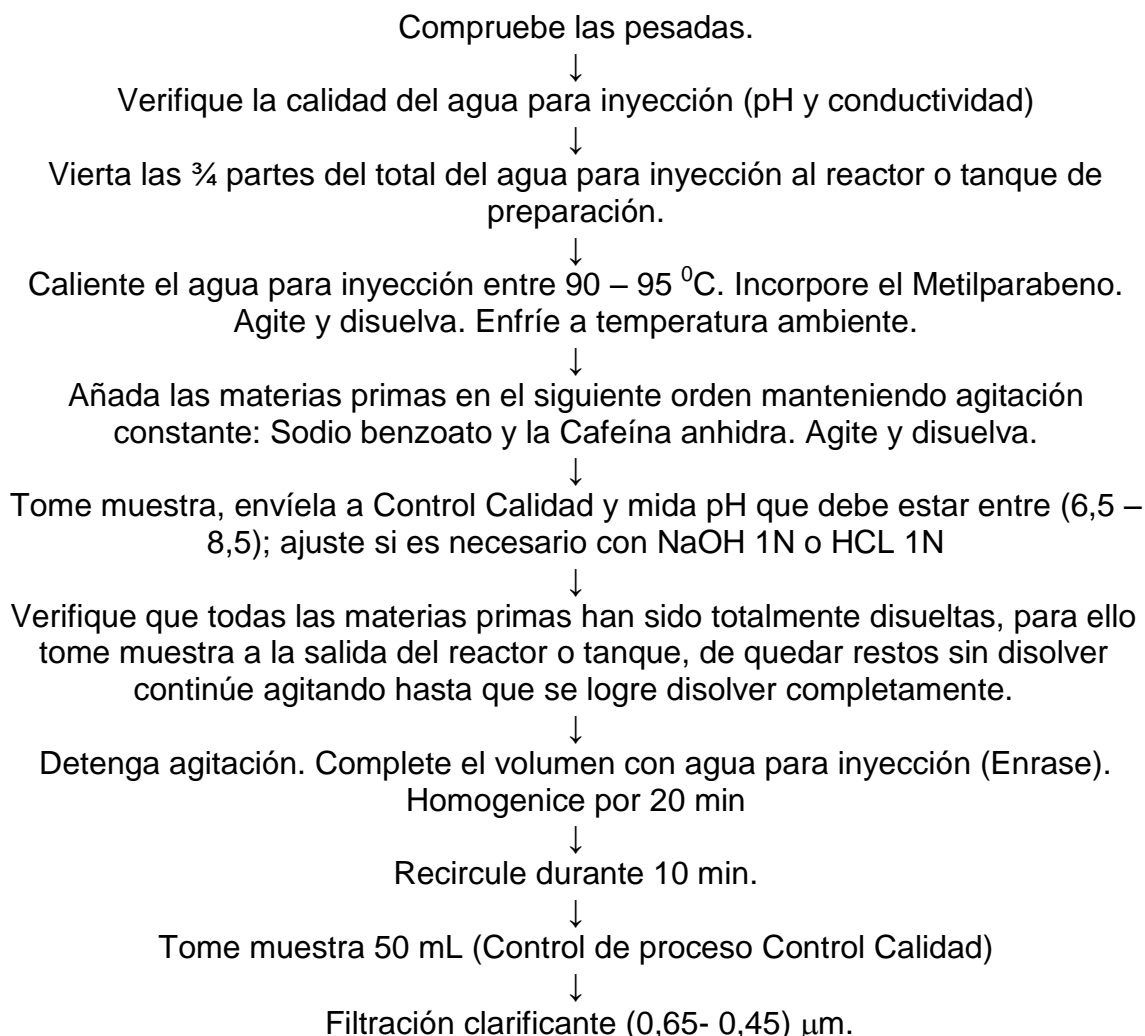 Compruebe las pesadas.
↓
Verifique la calidad del agua para inyección (pH y conductividad)
↓
Vierta las ¾ partes del total del agua para inyección al reactor o tanque de
preparación.
↓
Caliente el agua para inyección entre 90 – 95 ⁰C. Incorpore el Metilparabeno.
Agite y disuelva. Enfríe a temperatura ambiente.
↓
Añada las materias primas en el siguiente orden manteniendo agitación
constante: Sodio benzoato y la Cafeína anhidra. Agite y disuelva.
↓
Tome muestra, envíela a Control Calidad y mida pH que debe estar entre (6,5 –
8,5); ajuste si es necesario con NaOH 1N o HCL 1N
↓
Verifique que todas las materias prima han sido totalmente disueltas, para ello
tome muestra a la salida del reactor o tanque, de quedar restos sin disolver
continúe agitando hasta que se logre disolver completamente.
↓
Detenga agitación. Complete el volumen con agua para inyección (Enrase).
Homogenice por 20 min
↓
Recircule durante 10 min.
↓
Tome muestra 50 mL (Control de proceso Control Calidad)
↓
Filtración clarificante (0,65- 0,45) μm.